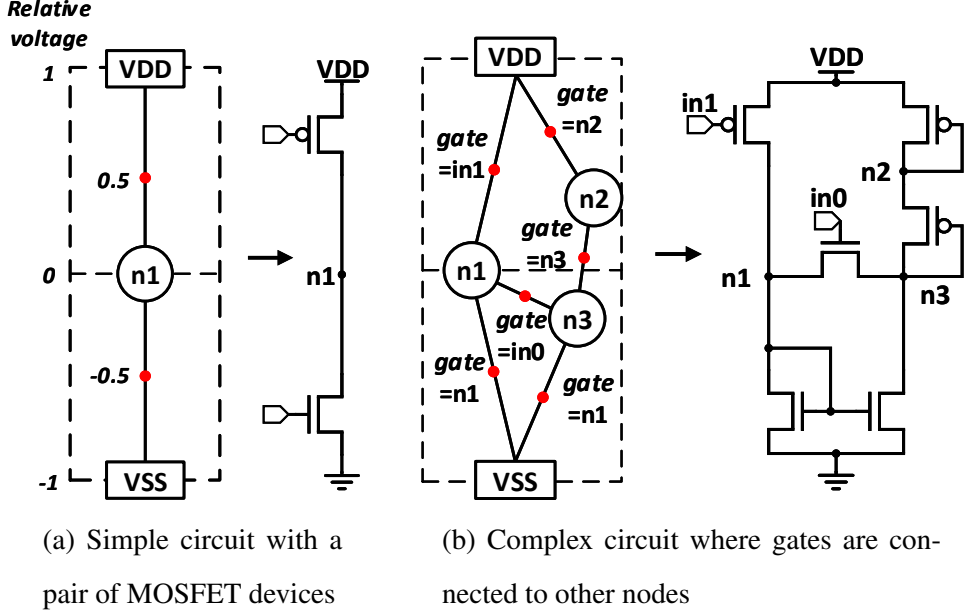 Relative
voltage
1
VDD
0.5
0
n1
-0.5
-1
VSS
VDD
n1
VDD
gate
=n2
gate
=in1
n2
gate
=n3
n1
n3
gate
=in0
gate
=n1
gate
=n1
VSS
VDD
in1
n2
in0
n1
n3
(a) Simple circuit with a
pair of MOSFET devices
(b) Complex circuit where gates are con-
nected to other nodes